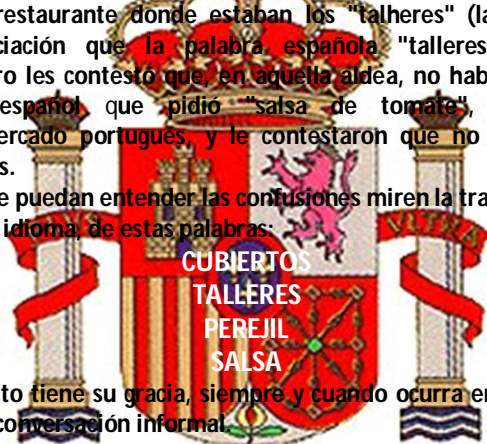 restaurante donde estaban los "talheres" (la
ciación que la palabra española "talleres
ro les contestó que, en aquella aldea, no hab
español que pidió "salsa de tomate",
ercado portugués, y le contestaron que no
s.
e puedan entender las confusiones miren la tra
idioma, de estas palabras:
CUBIERTOS
TALLERES
PEREJIL
SALSA
to tiene su gracia, siempre y cuando ocurra en
conversación informal.